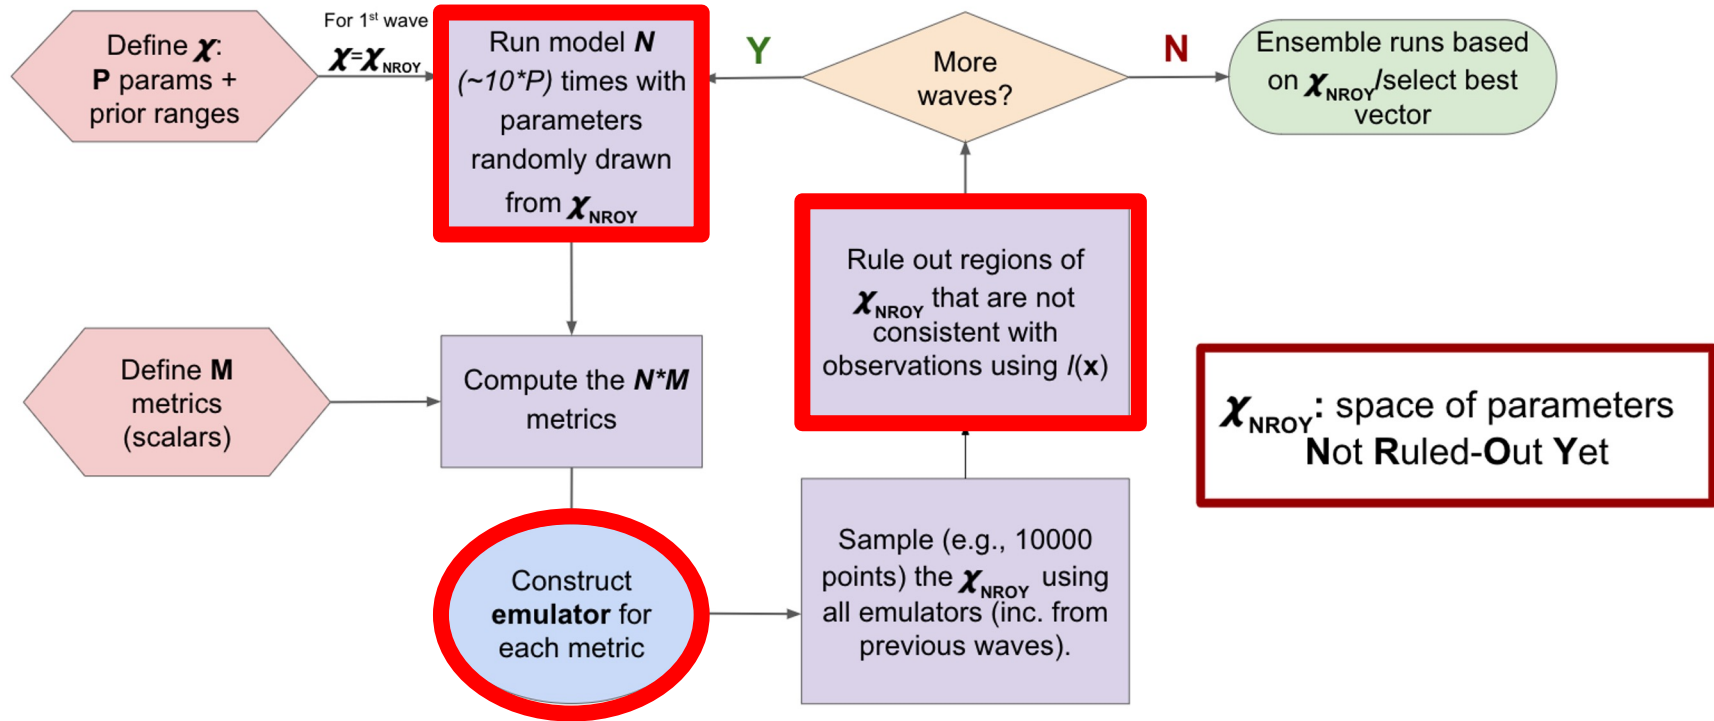 Define 𝝌:
P params +
prior ranges
For 1st wave
𝝌=𝝌NROY
Run model N
(~10*P) times with
parameters
randomly drawn
from 𝝌NROY
Y
More
waves?
N
Ensemble runs based
on 𝝌NROY/select best
vector
Define M
metrics
(scalars)
Compute the N*M
metrics
Rule out regions of
𝝌NROY that are not
consistent with
observations using I(x)
𝝌NROY: space of parameters
Not Ruled-Out Yet
Construct
emulator for
each metric
Sample (e.g., 10000
points) the 𝝌NROY using
all emulators (inc. from
previous waves).